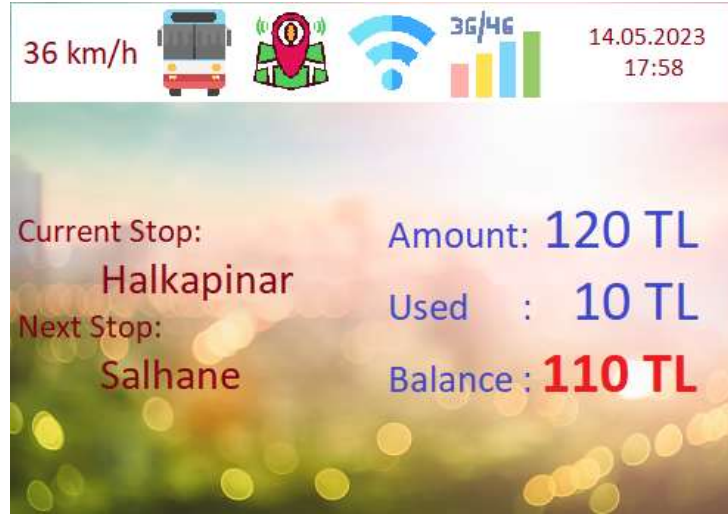 36 km/h
3G/4G
14.05.2023
17:58
Current Stop:
Halkapinar
Next Stop:
Salhane
Amount: 120 TL
Used : 10 TL
Balance : 110 TL